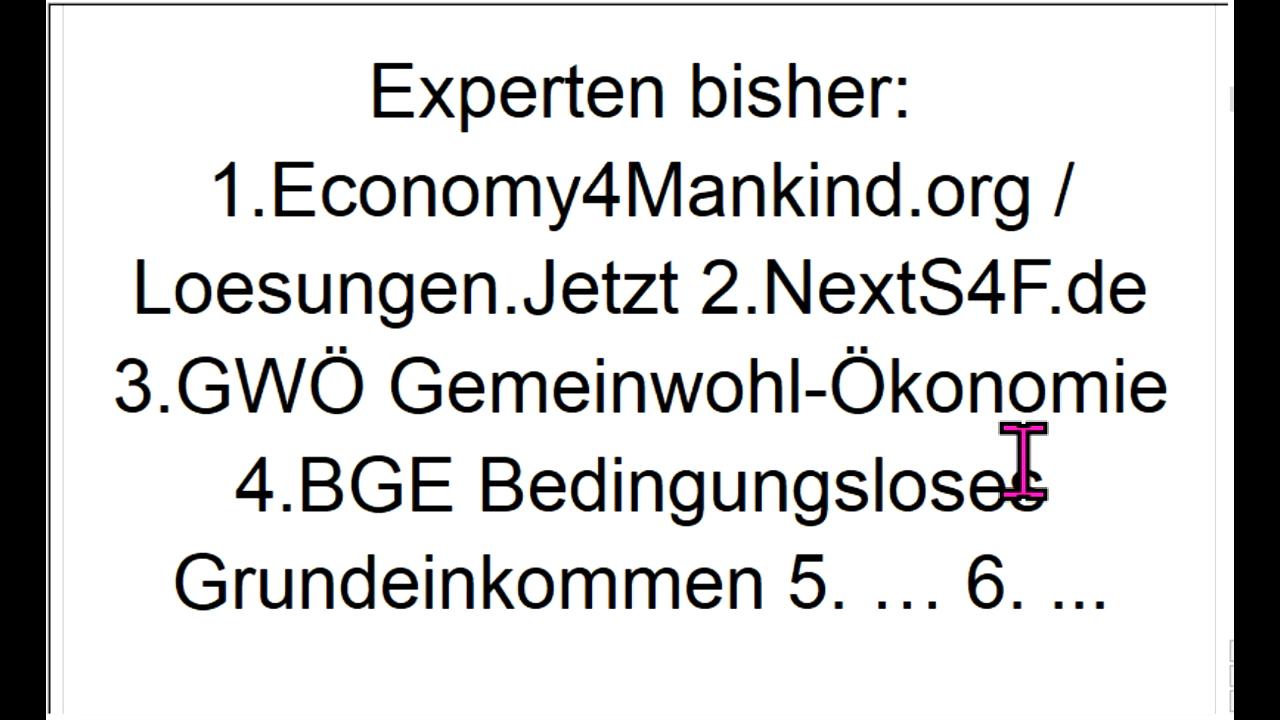 Experten bisher:
1.Economy4Mankind.org /
Loesungen.Jetzt 2.NextS4F.de
3.GWÖ Gemeinwohl-Ökonomie
4.BGE Bedingungsloses
Grundeinkommen 5. … 6. ...